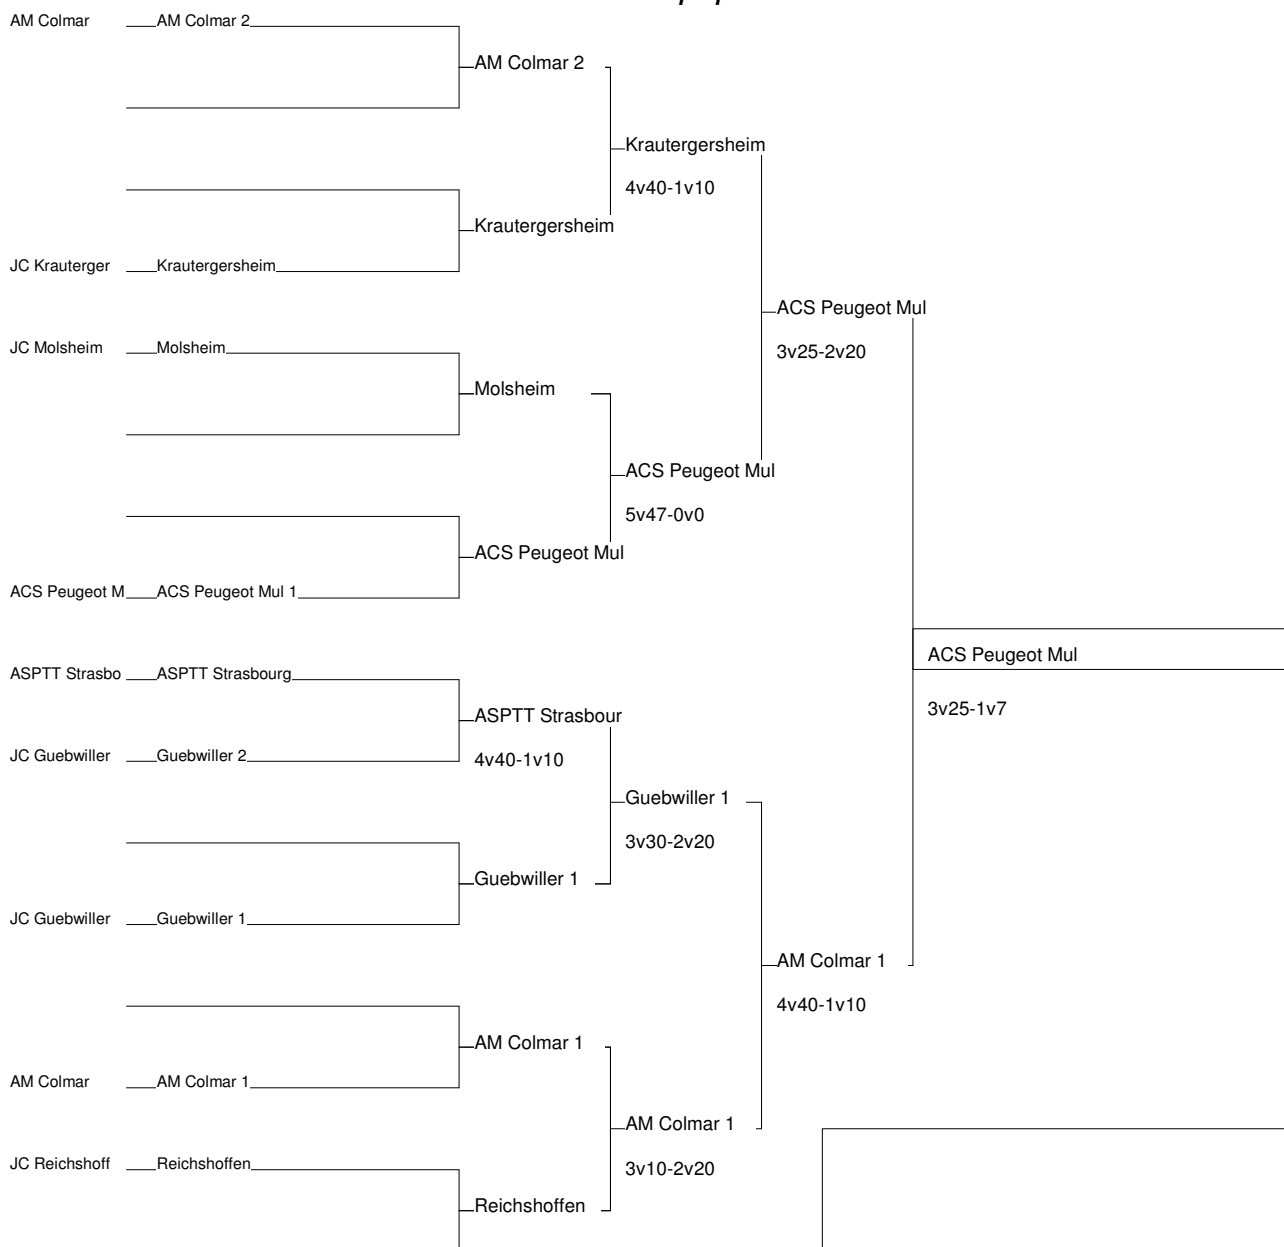 AM Colmar AM Colmar 2
AM Colmar 2
Krautergersheim
4v40-1v10
Krautergersheim
JC Krauterger Krautergersheim
ACS Peugeot Mul
JC Molsheim Molsheim
3v25-2v20
Molsheim
ACS Peugeot Mul
5v47-0v0
ACS Peugeot Mul
ACS Peugeot M ACS Peugeot Mul 1
ACS Peugeot Mul
ASPTT Strasbo ASPTT Strasbourg
3v25-1v7
ASPTT Strasbour
JC Guebwiller Guebwiller 2
4v40-1v10
Guebwiller 1
3v30-2v20
Guebwiller 1
JC Guebwiller Guebwiller 1
AM Colmar 1
4v40-1v10
AM Colmar 1
AM Colmar AM Colmar 1
AM Colmar 1
JC Reichshoff Reichshoffen
3v10-2v20
Reichshoffen